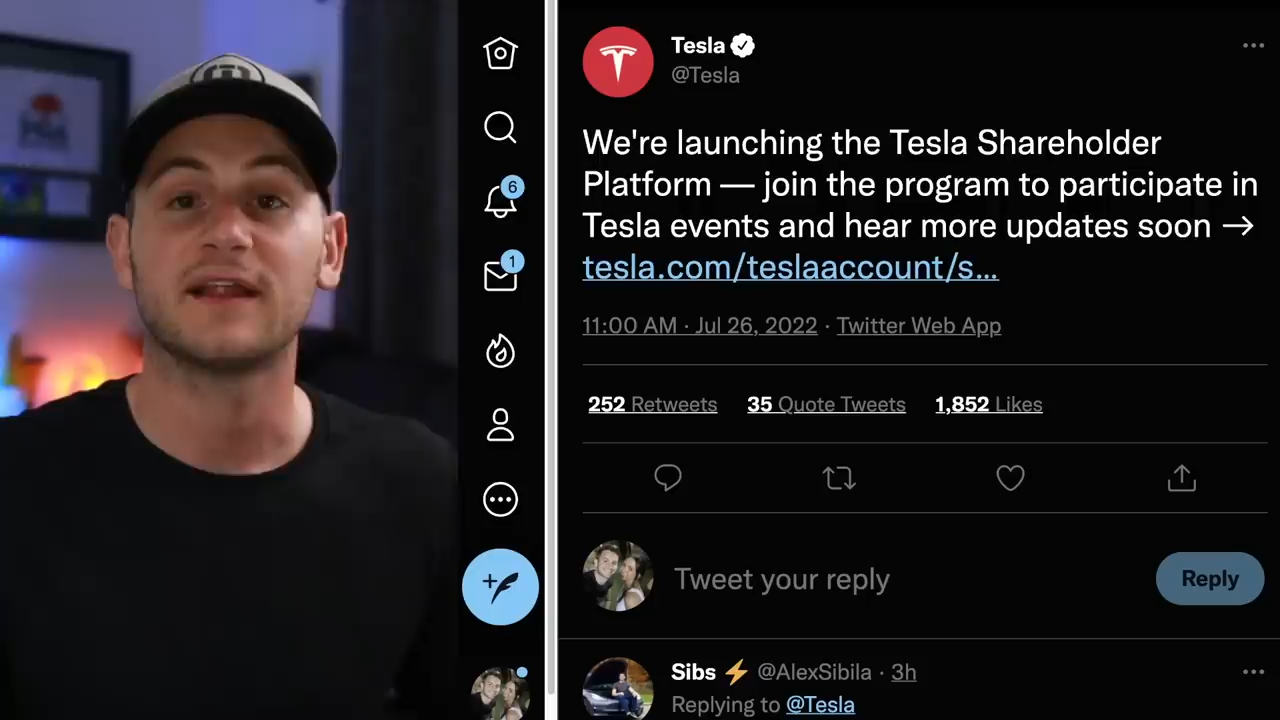 6
1
Tesla
@Tesla
We're launching the Tesla Shareholder
Platform — join the program to participate in
Tesla events and hear more updates soon →
tesla.com/teslaaccount/s...
11:00 AM · Jul 26, 2022 · Twitter Web App
252 Retweets 35 Quote Tweets 1,852 Likes
Tweet your reply
Reply
Sibs ⚡ @AlexSibila · 3h
Replying to @Tesla